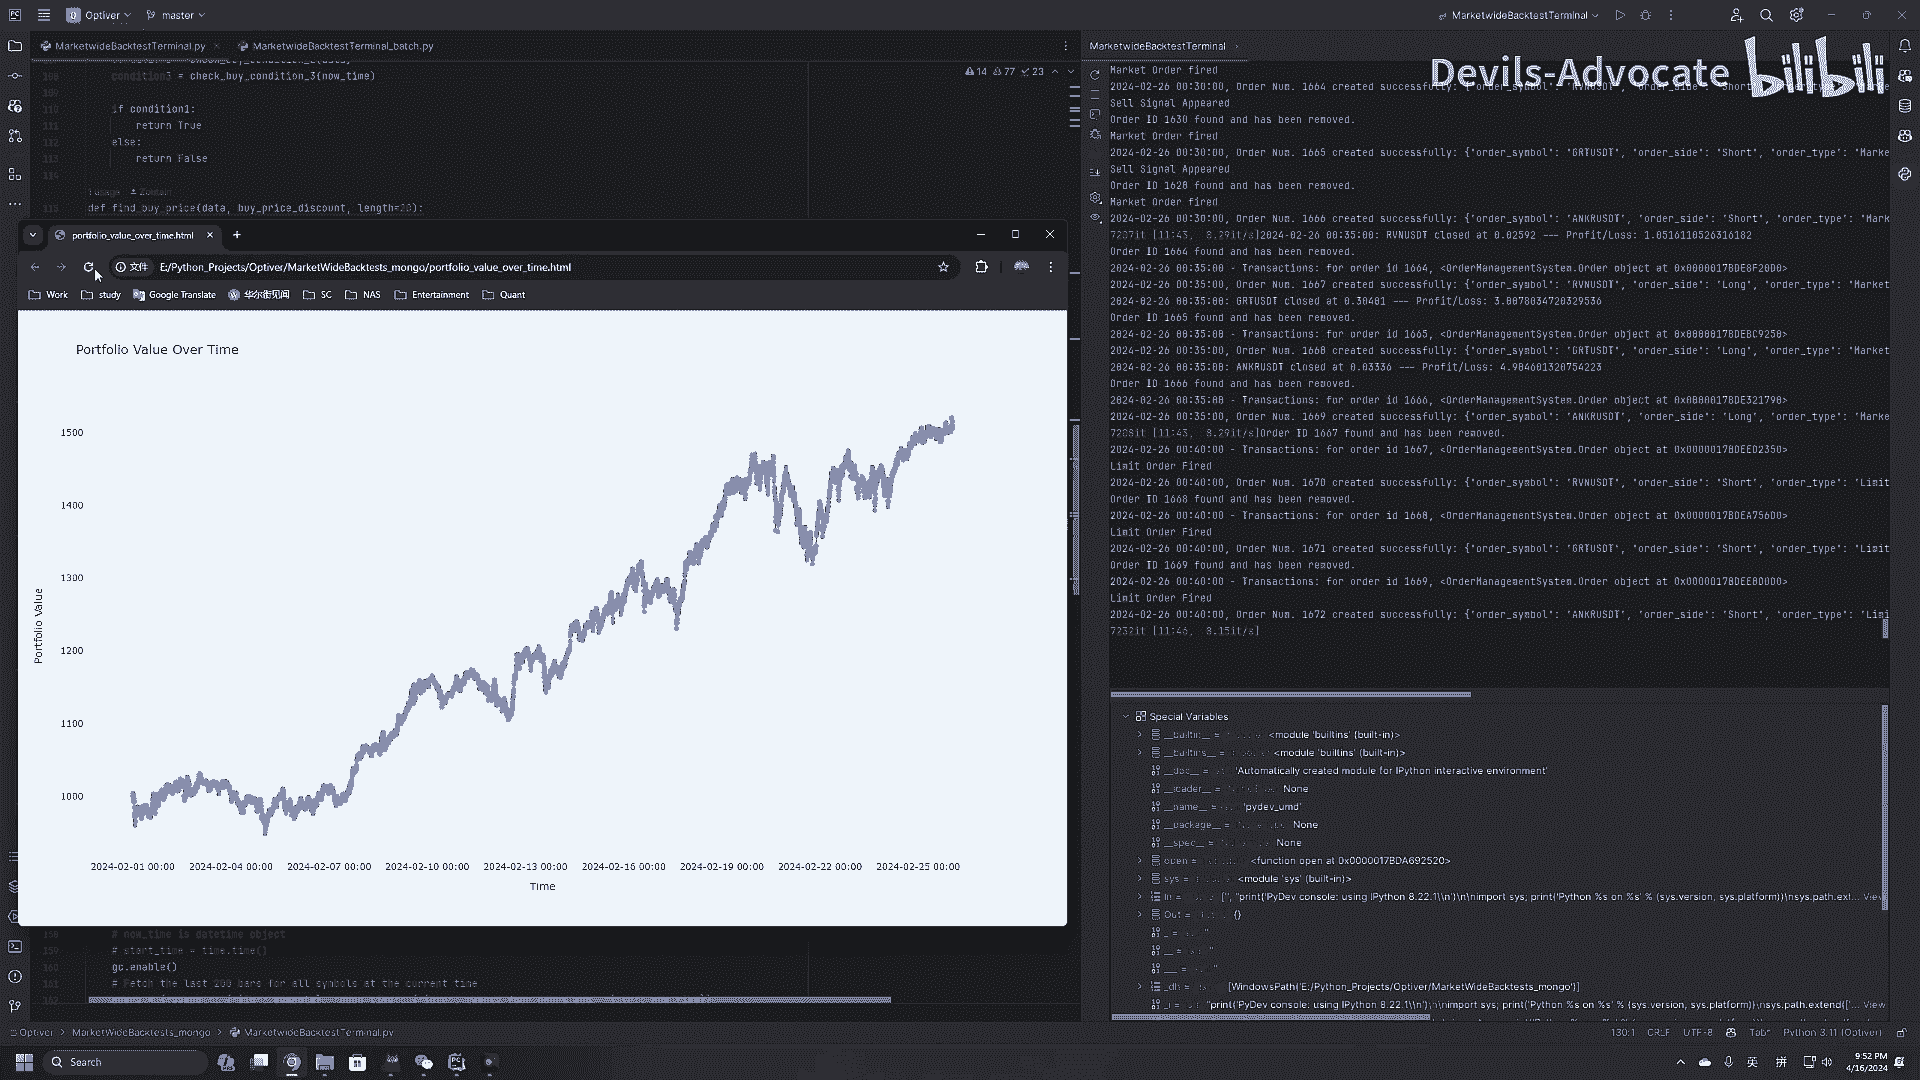 Optiver
master
MarketwideBacktestTerminal
MarketwideBacktestTerminal.py
MarketwideBacktestTerminal_batch.py
MarketwideBacktestTerminal
Devils-Advocate bilibili
condition3 = check_buy_condition_3(now_time)
14 77 23
110 if condition1:
111 return True
112 else:
113 return False
114
def find_buy_price(data, buy_price_discount, length=20):
portfolio_value_over_time.html
文件 E:/Python_Projects/Optiver/MarketWideBacktests_mongo/portfolio_value_over_time.html
Work study Google Translate 华尔街见闻 SC NAS Entertainment Quant
Portfolio Value Over Time
1500
1400
1300
1200
1100
1000
Portfolio Value
2024-02-01 00:00 2024-02-04 00:00 2024-02-07 00:00 2024-02-10 00:00 2024-02-13 00:00 2024-02-16 00:00 2024-02-19 00:00 2024-02-22 00:00 2024-02-25 00:00
Time
# now_time is datetime object
159 # start_time = time.time()
160 gc.enable()
161 # Fetch the last 200 bars for all symbols at the current time
162
Market Order fired
2024-02-26 00:30:00, Order Num. 1664 created successfully: {'order_symbol':
Sell Signal Appeared
Order ID 1630 found and has been removed.
Market Order fired
2024-02-26 00:30:00, Order Num. 1665 created successfully: {'order_symbol': 'GRTUSDT', 'order_side': 'Short', 'order_type': 'Marke
Sell Signal Appeared
Order ID 1628 found and has been removed.
Market Order fired
2024-02-26 00:30:00, Order Num. 1666 created successfully: {'order_symbol': 'ANKRUSDT', 'order_side': 'Short', 'order_type': 'Mark
7207it [11:43, 8.29it/s]2024-02-26 00:35:00: RVNUSDT closed at 0.02592 --- Profit/Loss: 1.0516110526316182
Order ID 1664 found and has been removed.
2024-02-26 00:35:00 - Transactions: for order id 1664, <OrderManagementSystem.Order object at 0x0000017BDE8F20D0>
2024-02-26 00:35:00, Order Num. 1667 created successfully: {'order_symbol': 'RVNUSDT', 'order_side': 'Long', 'order_type': 'Market
2024-02-26 00:35:00: GRTUSDT closed at 0.30401 --- Profit/Loss: 3.0078034720329536
Order ID 1665 found and has been removed.
2024-02-26 00:35:00 - Transactions: for order id 1665, <OrderManagementSystem.Order object at 0x0000017BDEBC9250>
2024-02-26 00:35:00, Order Num. 1668 created successfully: {'order_symbol': 'GRTUSDT', 'order_side': 'Long', 'order_type': 'Market
2024-02-26 00:35:00: ANKRUSDT closed at 0.03336 --- Profit/Loss: 4.904601320754223
Order ID 1666 found and has been removed.
2024-02-26 00:35:00 - Transactions: for order id 1666, <OrderManagementSystem.Order object at 0x0000017BDE321790>
2024-02-26 00:35:00, Order Num. 1669 created successfully: {'order_symbol': 'ANKRUSDT', 'order_side': 'Long', 'order_type': 'Marke
7208it [11:43, 8.29it/s]Order ID 1667 found and has been removed.
2024-02-26 00:40:00 - Transactions: for order id 1667, <OrderManagementSystem.Order object at 0x0000017BDEED2350>
Limit Order Fired
2024-02-26 00:40:00, Order Num. 1670 created successfully: {'order_symbol': 'RVNUSDT', 'order_side': 'Short', 'order_type': 'Limit
Order ID 1668 found and has been removed.
2024-02-26 00:40:00 - Transactions: for order id 1668, <OrderManagementSystem.Order object at 0x0000017BDEA756D0>
Limit Order Fired
2024-02-26 00:40:00, Order Num. 1671 created successfully: {'order_symbol': 'GRTUSDT', 'order_side': 'Short', 'order_type': 'Limit
Order ID 1669 found and has been removed.
2024-02-26 00:40:00 - Transactions: for order id 1669, <OrderManagementSystem.Order object at 0x0000017BDEE8D0D0>
Limit Order Fired
2024-02-26 00:40:00, Order Num. 1672 created successfully: {'order_symbol': 'ANKRUSDT', 'order_side': 'Short', 'order_type': 'Limi
7232it [11:46, 8.15it/s]
Special Variables
__builtin__ = <module 'builtins' (built-in)>
__builtins__ = <module 'builtins' (built-in)>
__doc__ = 'Automatically created module for IPython interactive environment'
__loader__ = None
__name__ = 'pydev_umd'
__package__ = None
__spec__ = None
open = <function open at 0x0000017BDA692520>
sys = <module 'sys' (built-in)>
In = ['', "print('PyDev console: using IPython 8.22.1\\n')\n\nimport sys; print('Python %s on %s' % (sys.version, sys.platform))\nsys.path.ext... View
Out = {}
_ = ''
__ = ''
___ = ''
_dh = [WindowsPath('E:/Python_Projects/Optiver/MarketWideBacktests_mongo')]
_i = "print('PyDev console: using IPython 8.22.1\\n')\n\nimport sys; print('Python %s on %s' % (sys.version, sys.platform))\nsys.path.extend(['... View
Optiver > MarketWideBacktests_mongo > MarketwideBacktestTerminal.py
130:1 CRLF UTF-8 Tab* Python 3.11 (Optiver)
Search
英 拼 9:52 PM
4/16/2024